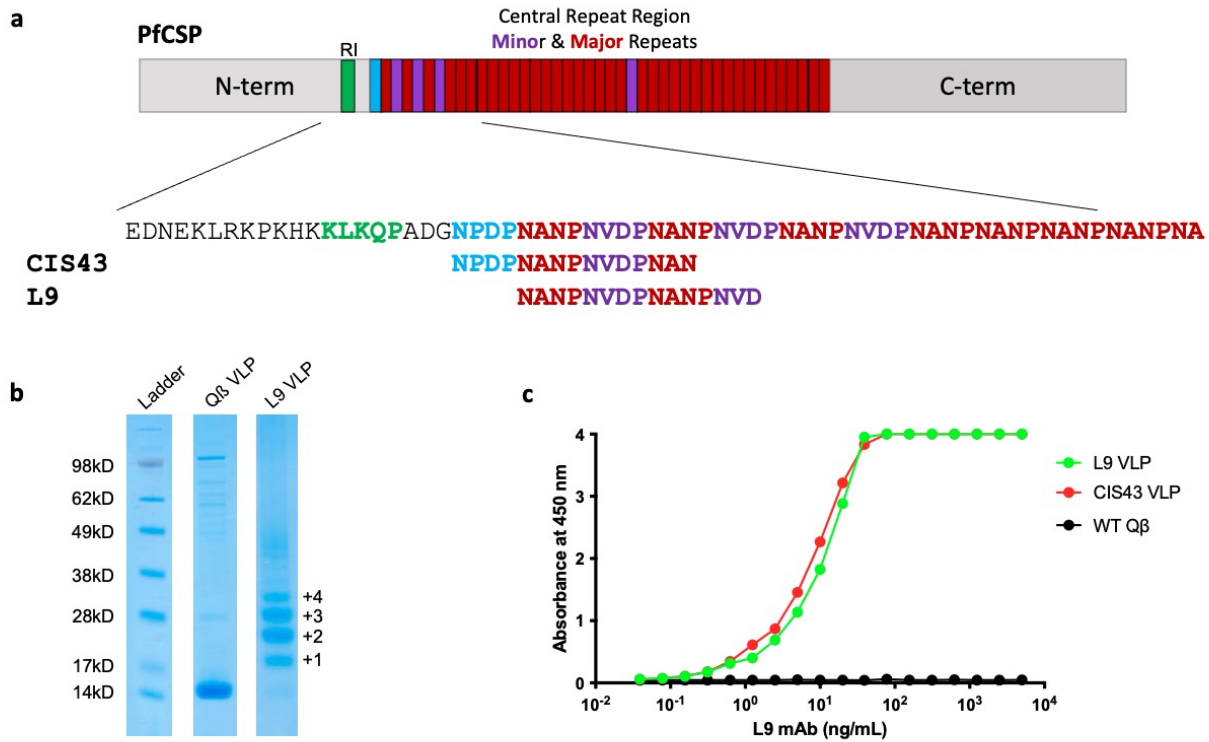 a
PfCSP
Central Repeat Region
Minor & Major Repeats
RI
N-term
C-term
EDNEKLRKPKHKKLKQPADGNPDPNANPNVDPNANPNVDPNANPNVDPNANPNANPNANPNANPNA
CIS43 NPDPNANPNVDPNAN
L9 NANPNVDPNANPNVD
b
Ladder
Qß VLP
L9 VLP
98kD
62kD
49kD
38kD
28kD
17kD
14kD
+4
+3
+2
+1
c
Absorbance at 450 nm
4
3
2
1
0
10-2
10-1
100
101
102
103
104
L9 mAb (ng/mL)
L9 VLP
CIS43 VLP
WT Qβ